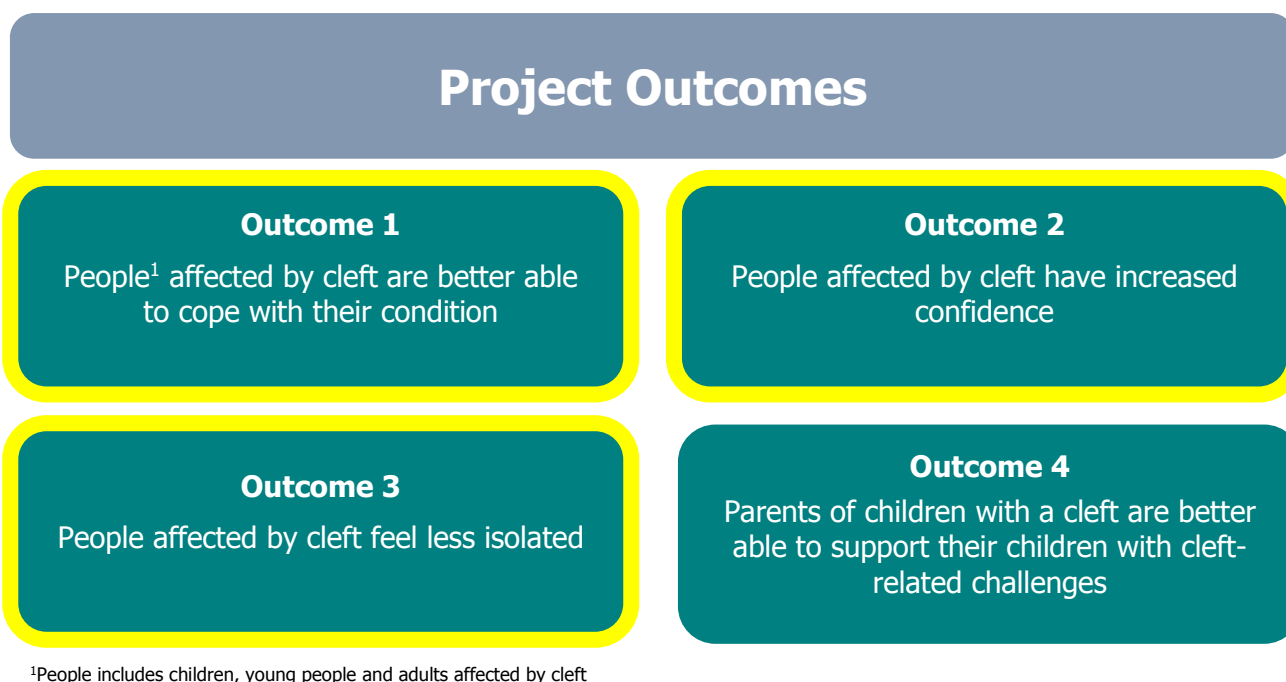 Project Outcomes
Outcome 1
People¹ affected by cleft are better able
to cope with their condition
Outcome 2
People affected by cleft have increased
confidence
Outcome 3
People affected by cleft feel less isolated
Outcome 4
Parents of children with a cleft are better
able to support their children with cleft-
related challenges
¹People includes children, young people and adults affected by cleft